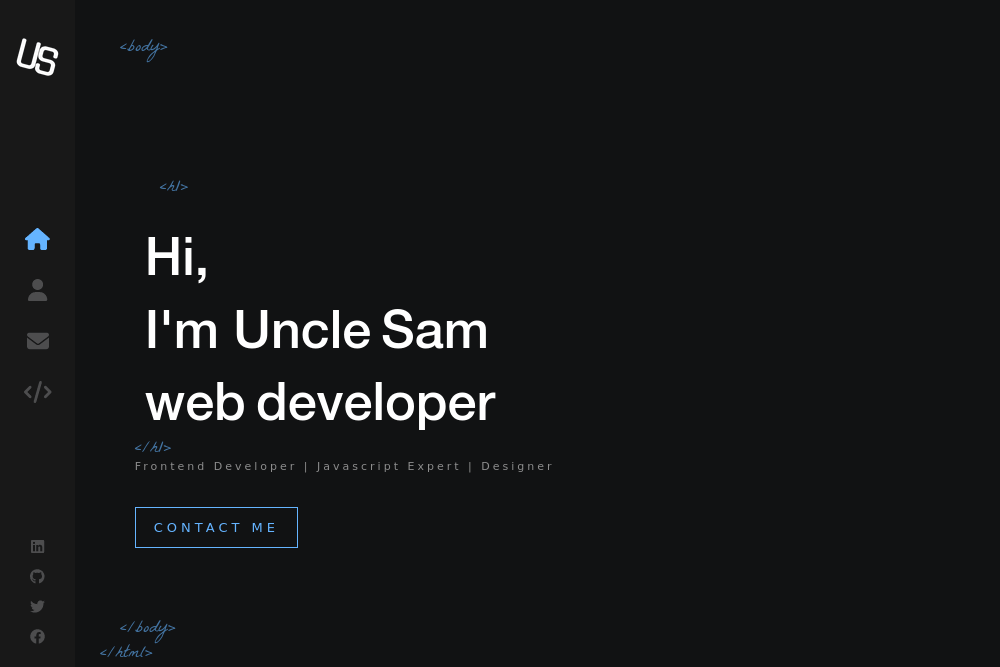 US
<body>
<h1>
Hi,
I'm Uncle Sam
web developer
</h1>
Frontend Developer | Javascript Expert | Designer
CONTACT ME
</body>
</html>